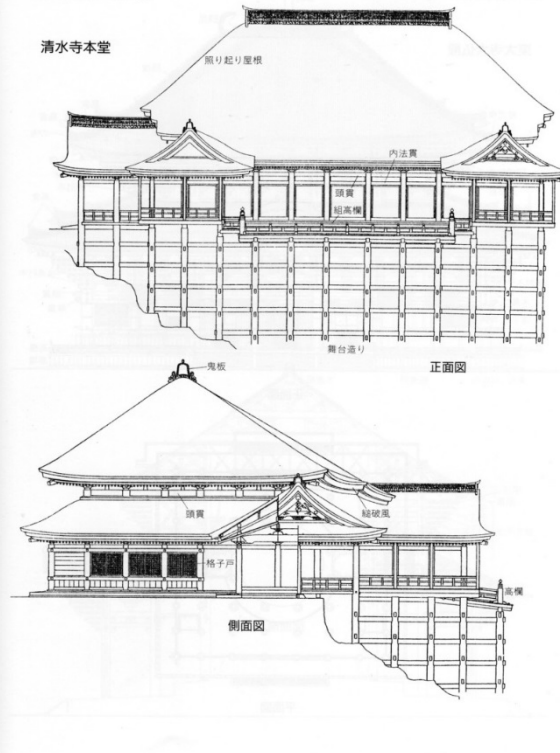 清水寺本堂
照り起り屋根
内法貫
頭貫
組高欄
舞台造り
正面図
鬼板
頭貫
縋破風
格子戸
高欄
側面図